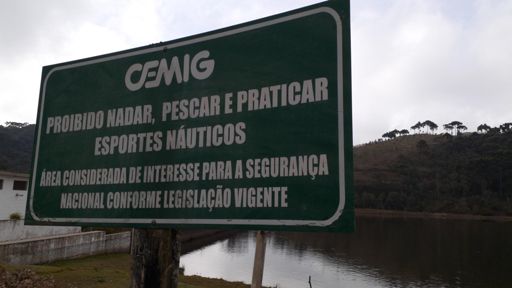 CEMIG
PROIBIDO NADAR, PESCAR E PRATICAR
ESPORTES NÁUTICOS
ÁREA CONSIDERADA DE INTERESSE PARA A SEGURANÇA
NACIONAL CONFORME LEGISLAÇÃO VIGENTE